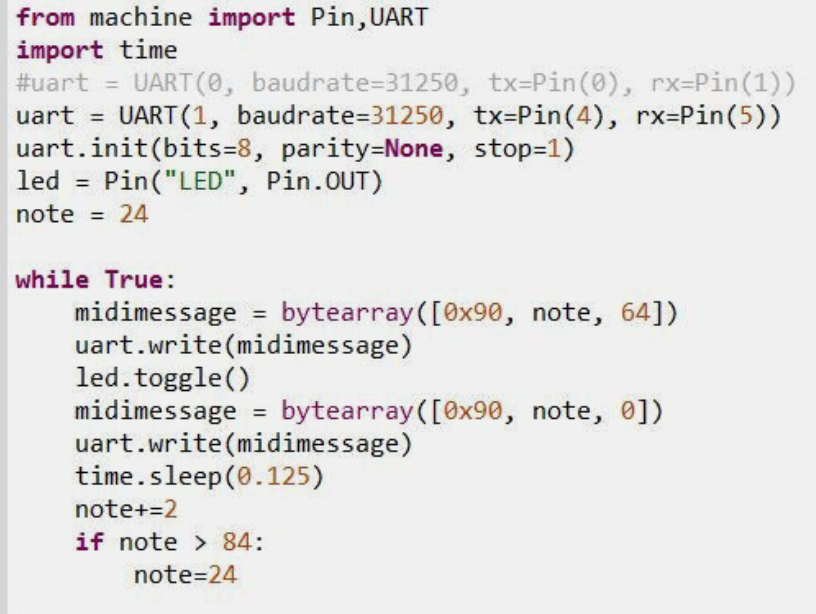 from machine import Pin,UART
import time
#uart = UART(0, baudrate=31250, tx=Pin(0), rx=Pin(1))
uart = UART(1, baudrate=31250, tx=Pin(4), rx=Pin(5))
uart.init(bits=8, parity=None, stop=1)
led = Pin("LED", Pin.OUT)
note = 24

while True:
    midimessage = bytearray([0x90, note, 64])
    uart.write(midimessage)
    led.toggle()
    midimessage = bytearray([0x90, note, 0])
    uart.write(midimessage)
    time.sleep(0.125)
    note+=2
    if note > 84:
        note=24